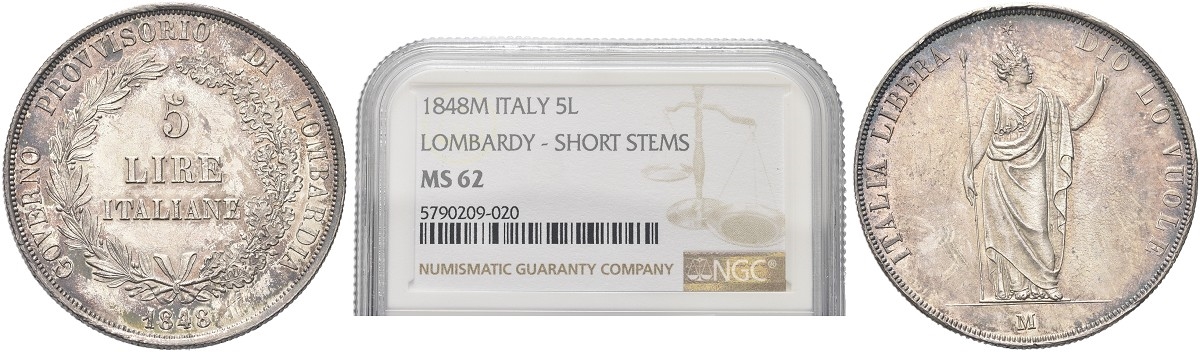 GOVERNO PROVVISORIO DI LOMBARDIA
5
LIRE
ITALIANE
1848
1848M ITALY 5L
LOMBARDY - SHORT STEMS
MS 62
5790209-020
NUMISMATIC GUARANTY COMPANY
NGC®
ITALIA LIBERA DIO LO VUOLE
M